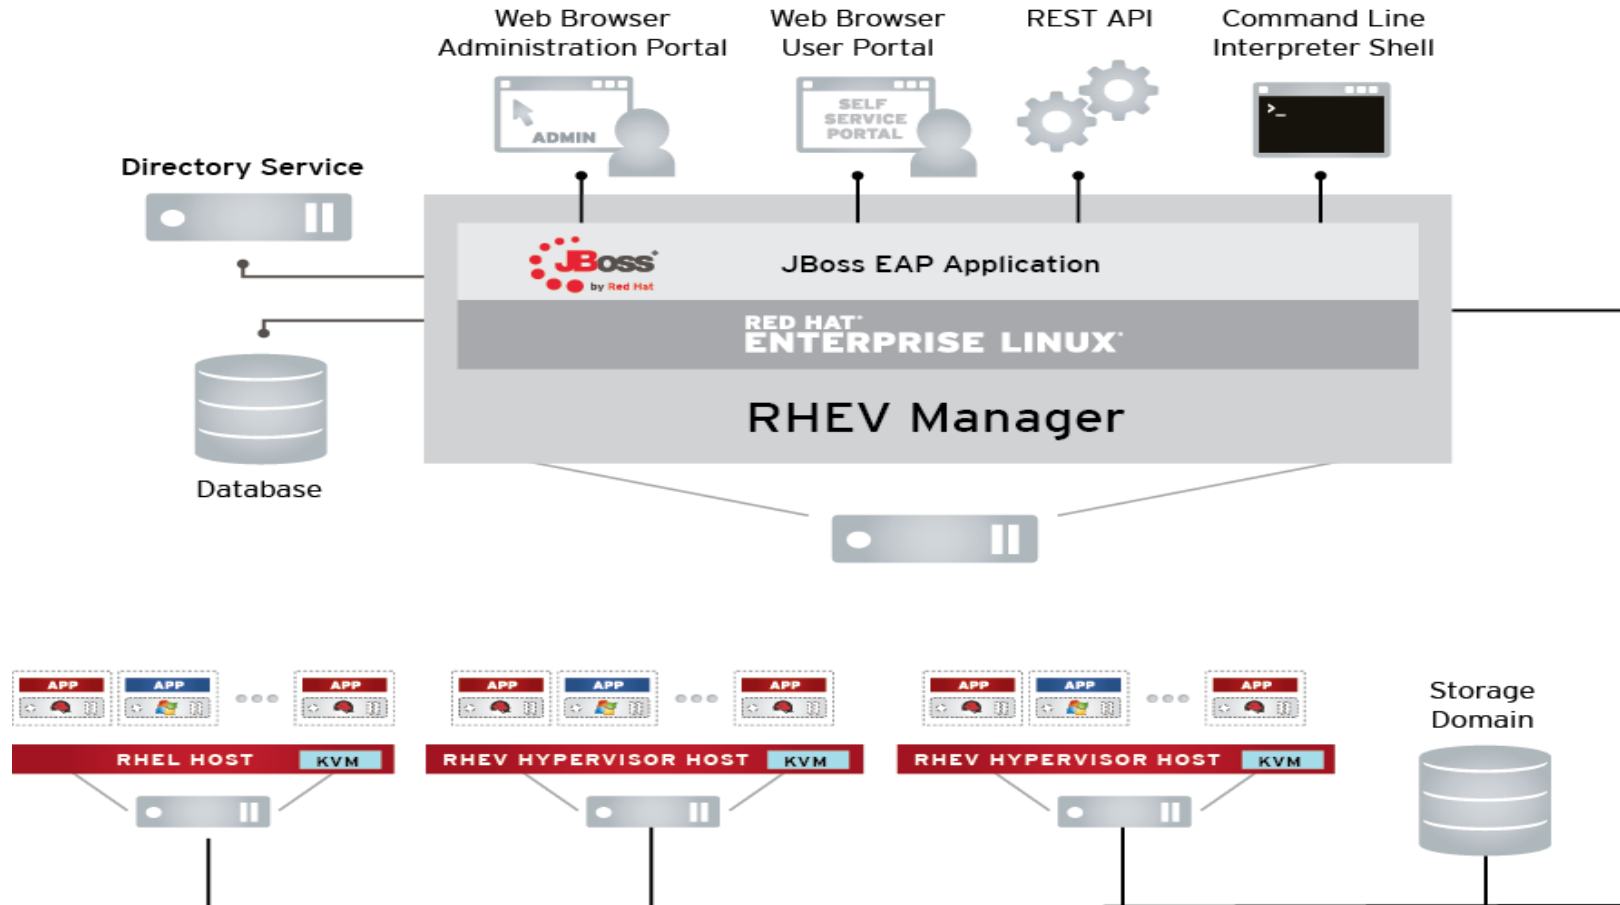 Web Browser
Administration Portal
Web Browser
User Portal
REST API
Command Line
Interpreter Shell
ADMIN
SELF
SERVICE
PORTAL
>_
Directory Service
JBoss
by Red Hat
JBoss EAP Application
RED HAT
ENTERPRISE LINUX
RHEV Manager
Database
APP
APP
APP
APP
APP
APP
APP
APP
APP
Storage
Domain
RHEL HOST KVM
RHEV HYPERVISOR HOST KVM
RHEV HYPERVISOR HOST KVM